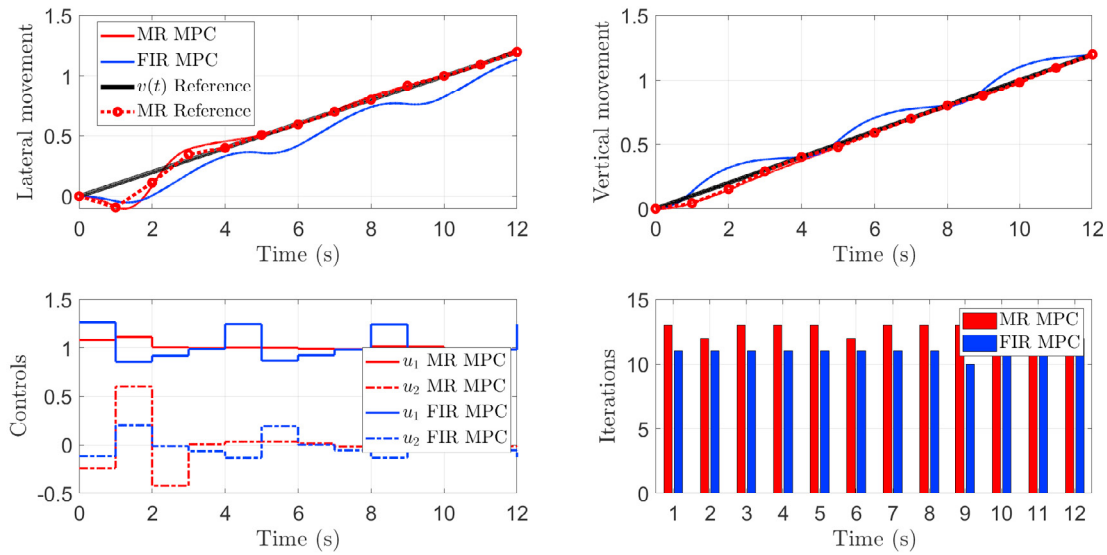 1.5
1
0.5
0
Lateral movement
MR MPC
FIR MPC
v(t) Reference
MR Reference
0 2 4 6 8 10 12
Time (s)
1.5
1
0.5
0
Vertical movement
0 2 4 6 8 10 12
Time (s)
1.5
1
0.5
0
-0.5
Controls
u₁ MR MPC
u₂ MR MPC
u₁ FIR MPC
u₂ FIR MPC
0 2 4 6 8 10 12
Time (s)
15
10
5
0
Iterations
MR MPC
FIR MPC
1 2 3 4 5 6 7 8 9 10 11 12
Time (s)